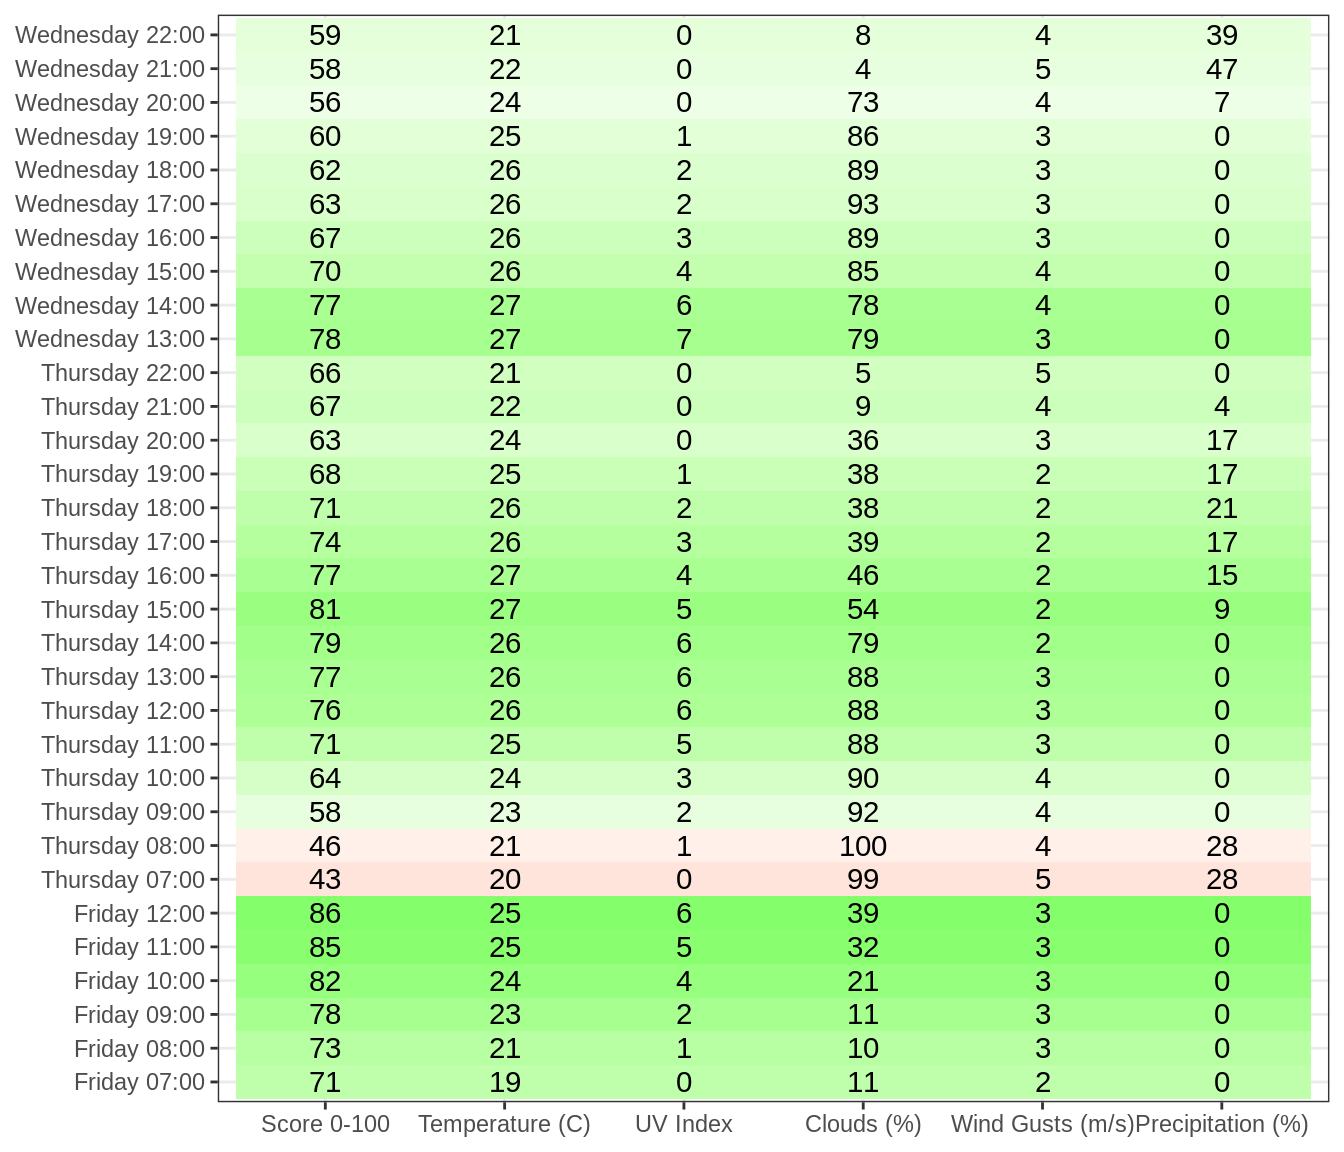 Wednesday 22:00 59 21 0 8 4 39
Wednesday 21:00 58 22 0 4 5 47
Wednesday 20:00 56 24 0 73 4 7
Wednesday 19:00 60 25 1 86 3 0
Wednesday 18:00 62 26 2 89 3 0
Wednesday 17:00 63 26 2 93 3 0
Wednesday 16:00 67 26 3 89 3 0
Wednesday 15:00 70 26 4 85 4 0
Wednesday 14:00 77 27 6 78 4 0
Wednesday 13:00 78 27 7 79 3 0
Thursday 22:00 66 21 0 5 5 0
Thursday 21:00 67 22 0 9 4 4
Thursday 20:00 63 24 0 36 3 17
Thursday 19:00 68 25 1 38 2 17
Thursday 18:00 71 26 2 38 2 21
Thursday 17:00 74 26 3 39 2 17
Thursday 16:00 77 27 4 46 2 15
Thursday 15:00 81 27 5 54 2 9
Thursday 14:00 79 26 6 79 2 0
Thursday 13:00 77 26 6 88 3 0
Thursday 12:00 76 26 6 88 3 0
Thursday 11:00 71 25 5 88 3 0
Thursday 10:00 64 24 3 90 4 0
Thursday 09:00 58 23 2 92 4 0
Thursday 08:00 46 21 1 100 4 28
Thursday 07:00 43 20 0 99 5 28
Friday 12:00 86 25 6 39 3 0
Friday 11:00 85 25 5 32 3 0
Friday 10:00 82 24 4 21 3 0
Friday 09:00 78 23 2 11 3 0
Friday 08:00 73 21 1 10 3 0
Friday 07:00 71 19 0 11 2 0
Score 0-100 Temperature (C) UV Index Clouds (%) Wind Gusts (m/s) Precipitation (%)